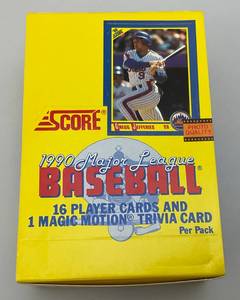 SCORE
Gregg Jefferies
PHOTO
QUALITY
1990 Major League
BASEBALL
16 PLAYER CARDS AND
1 MAGIC MOTION® TRIVIA CARD
Per Pack